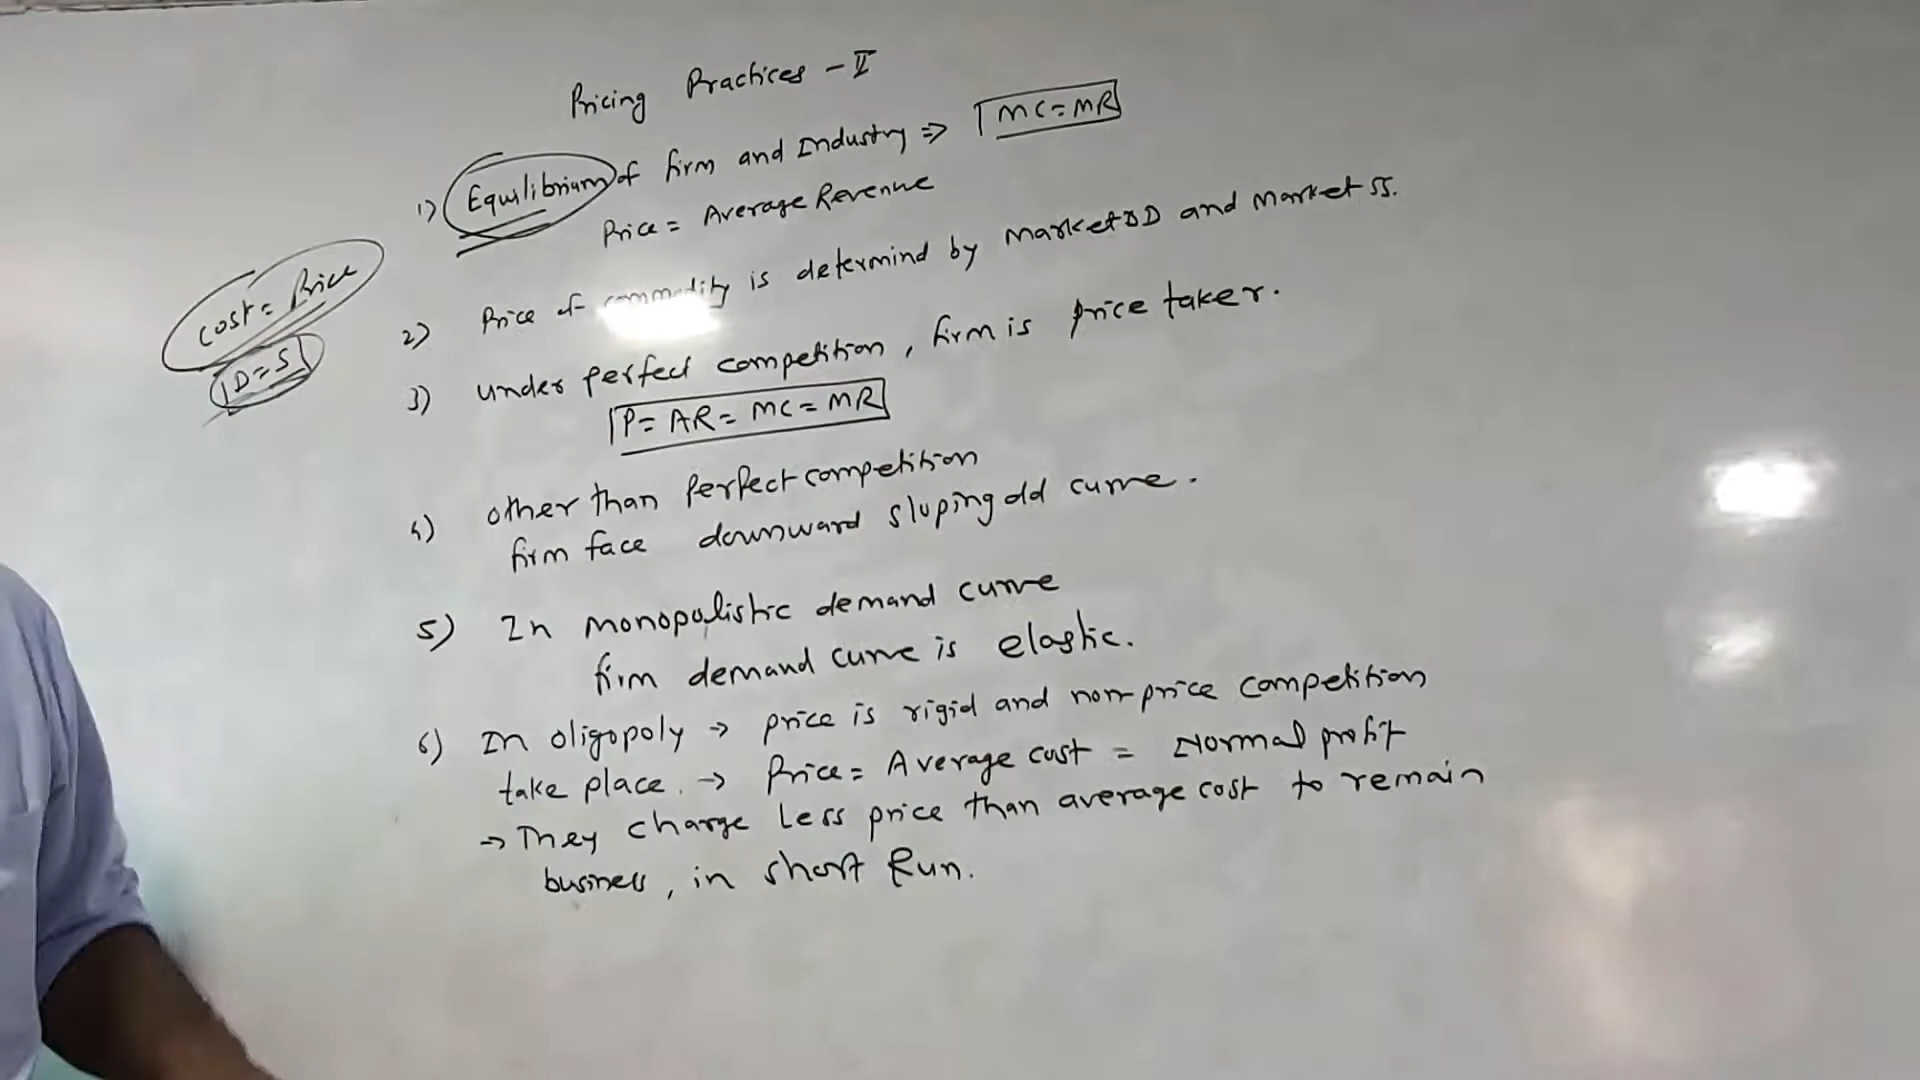 Pricing Practices - II
1) Equilibrium of firm and Industry ⇒ MC = MR
Price = Average Revenue
Cost = Price
D = S
2) Price of commodity is determind by Market DD and Market SS.
3) Under perfect competition, firm is price taker.
P = AR = MC = MR
4) Other than Perfect competition
firm face downward sloping dd curve.
5) In monopolistic demand curve
firm demand curve is elastic.
6) In oligopoly → price is rigid and non-price competition
take place. → Price = Average cost = Normal profit
→ They charge less price than average cost to remain
business, in short Run.